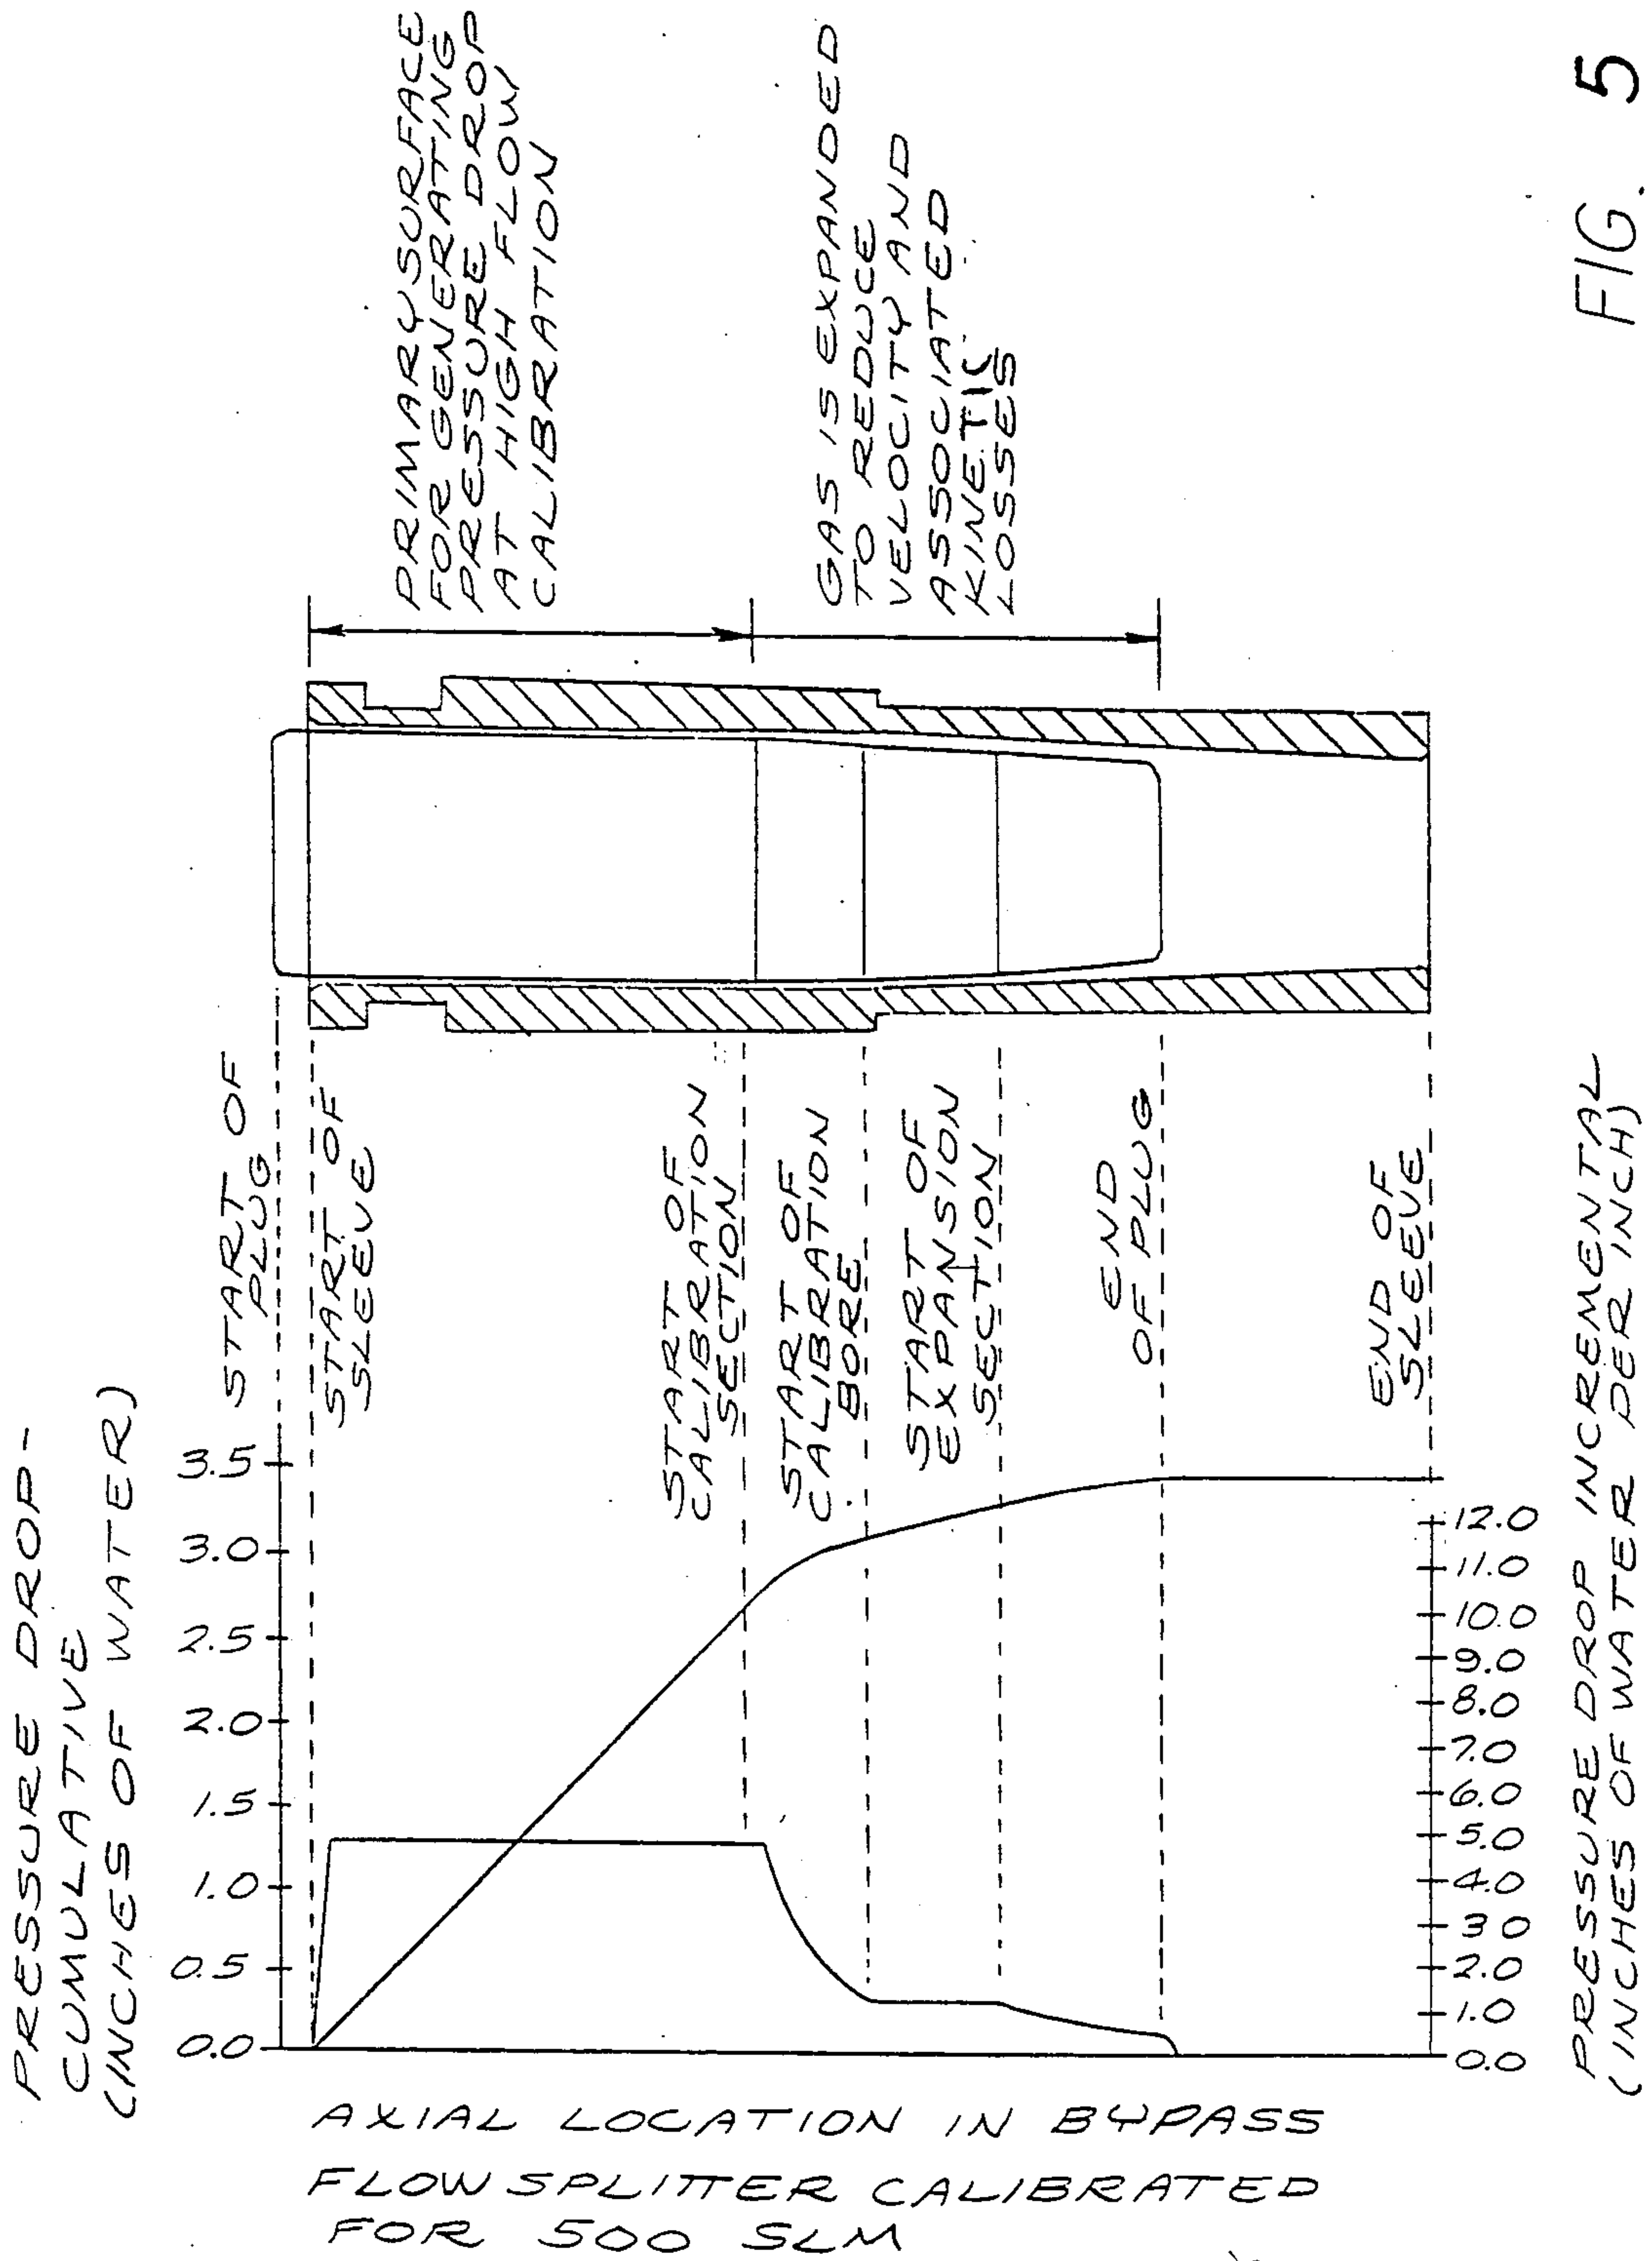 PRESSURE DROP-
CUMULATIVE
(INCHES OF WATER)
3.5
3.0
2.5
2.0
1.5
1.0
0.5
0.0
START OF
PLUG
START OF
SLEEVE
START OF
CALIBRATION
SECTION
START OF
CALIBRATION
BORE
START OF
EXPANSION
SECTION
END
OF PLUG
END OF
SLEEVE
PRIMARY SURFACE
FOR GENERATING
PRESSURE DROP
AT HIGH FLOW
CALIBRATION
GAS IS EXPANDED
TO REDUCE
VELOCITY AND
ASSOCIATED
KINETIC
LOSSES
12.0
11.0
10.0
9.0
8.0
7.0
6.0
5.0
4.0
3 0
2.0
1.0
0.0
PRESSURE DROP INCREMENTAL
(INCHES OF WATER PER INCH)
AXIAL LOCATION IN BYPASS
FLOW SPLITTER CALIBRATED
FOR 500 SLM
FIG. 5